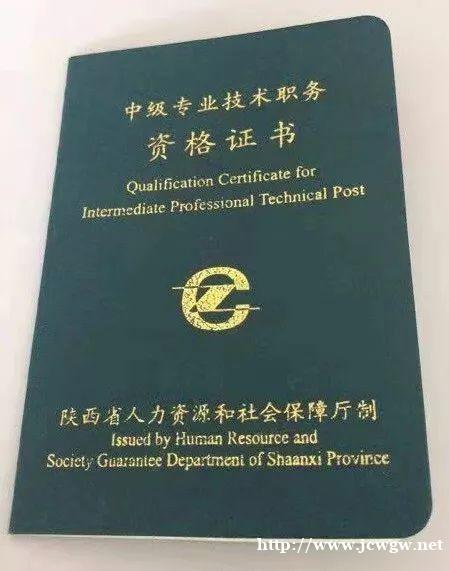 中级专业技术职务
资格证书
Qualification Certificate for
Intermediate Professional Technical Post
陕西省人力资源和社会保障厅制
Issued by Human Resource and
Society Guarantee Department of Shaanxi Province
http://www.jcwgw.net